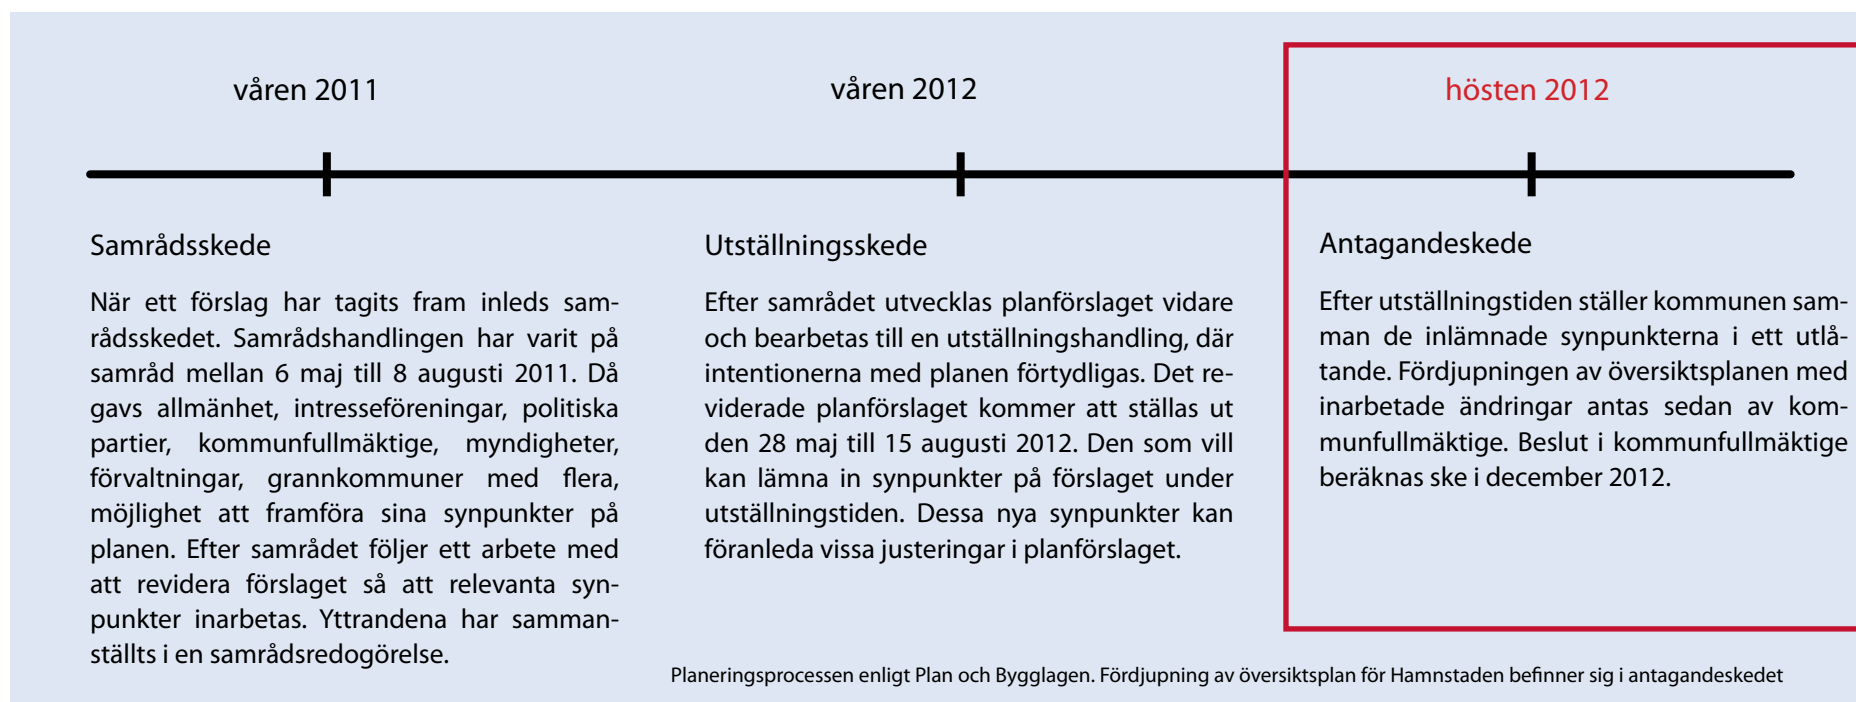 våren 2011
Samrådsskede
När ett förslag har tagits fram inleds sam-
rådsskedet. Samrådshandlingen har varit på
samråd mellan 6 maj till 8 augusti 2011. Då
gavs allmänhet, intresseföreningar, politiska
partier, kommunfullmäktige, myndigheter,
förvaltningar, grannkommuner med flera,
möjlighet att framföra sina synpunkter på
planen. Efter samrådet följer ett arbete med
att revidera förslaget så att relevanta syn-
punkter inarbetas. Yttrandena har samman-
ställts i en samrådsredogörelse.
våren 2012
Utställningsskede
Efter samrådet utvecklas planförslaget vidare
och bearbetas till en utställningshandling, där
intentionerna med planen förtydligas. Det re-
viderade planförslaget kommer att ställas ut
den 28 maj till 15 augusti 2012. Den som vill
kan lämna in synpunkter på förslaget under
utställningstiden. Dessa nya synpunkter kan
föranleda vissa justeringar i planförslaget.
hösten 2012
Antagandeskede
Efter utställningstiden ställer kommunen sam-
man de inlämnade synpunkterna i ett utlå-
tande. Fördjupningen av översiktsplanen med
inarbetade ändringar antas sedan av kom-
munfullmäktige. Beslut i kommunfullmäktige
beräknas ske i december 2012.
Planeringsprocessen enligt Plan och Bygglagen. Fördjupning av översiktsplan för Hamnstaden befinner sig i antagandeskedet